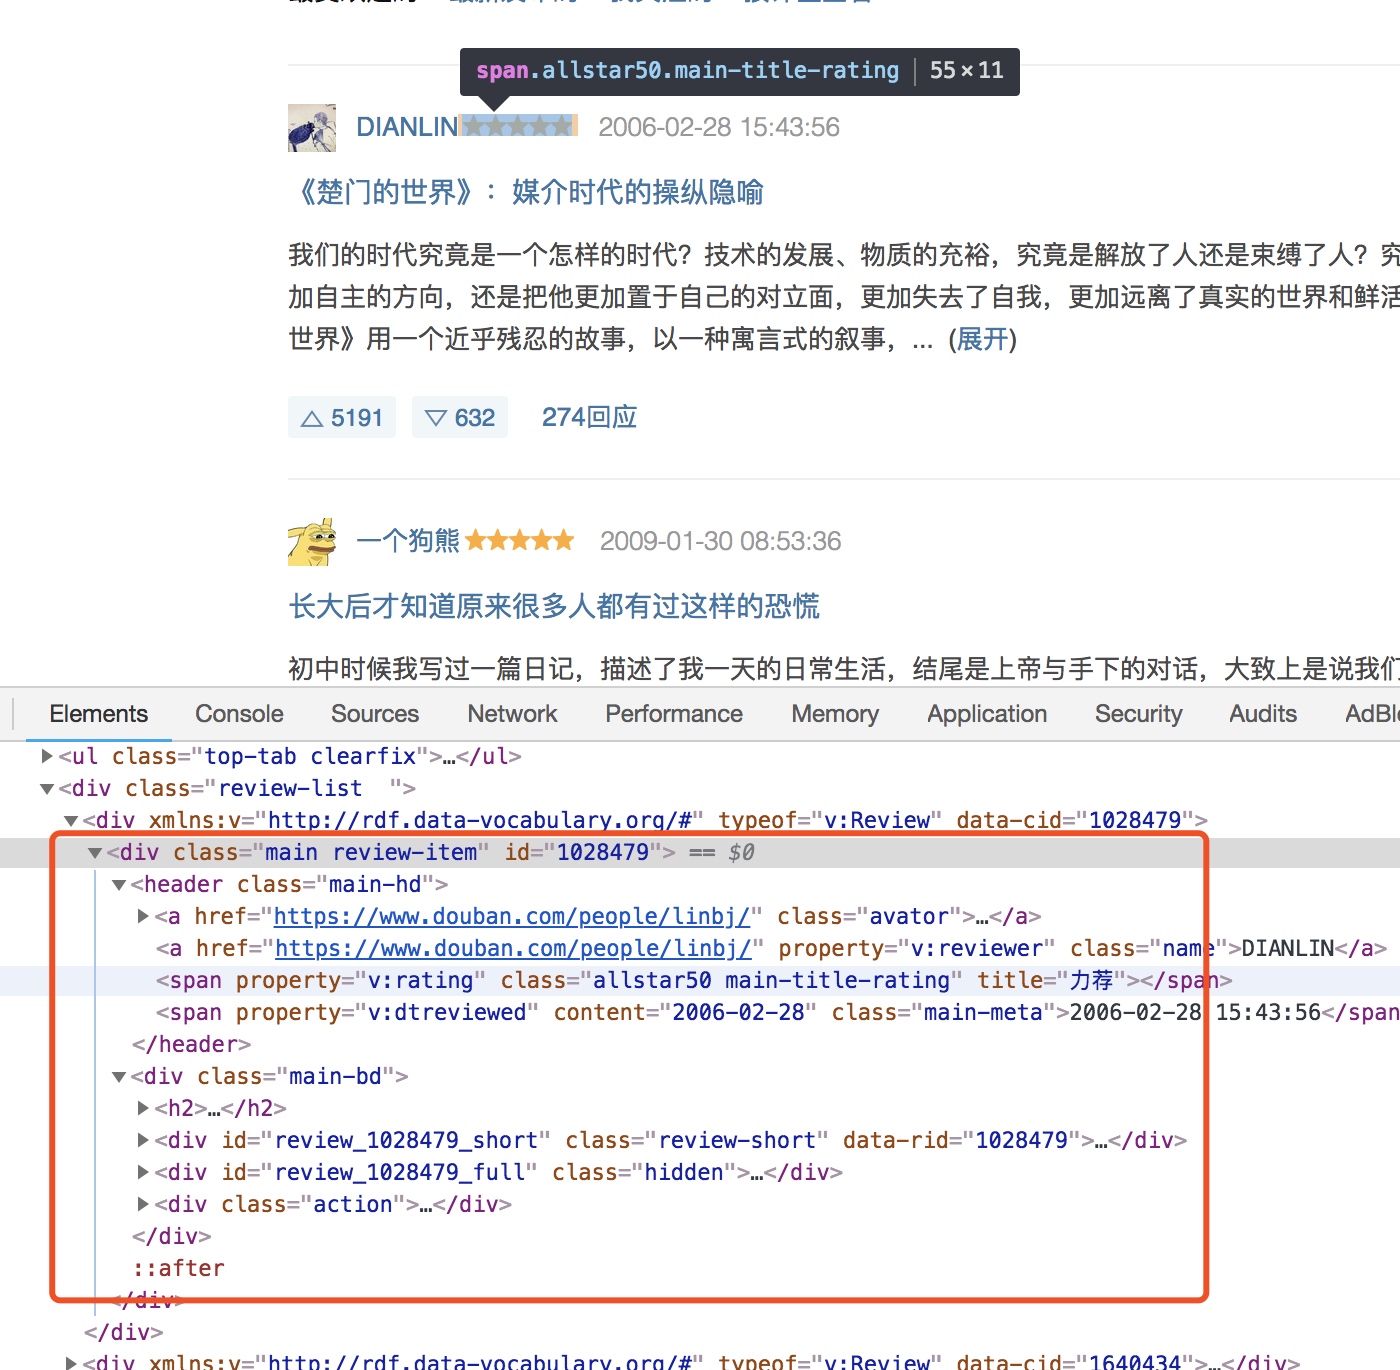 span.allstar50.main-title-rating | 55×11
DIANLIN 2006-02-28 15:43:56
《楚门的世界》：媒介时代的操纵隐喻
我们的时代究竟是一个怎样的时代？技术的发展、物质的充裕，究竟是解放了人还是束缚了人？究
加自主的方向，还是把他更加置于自己的对立面，更加失去了自我，更加远离了真实的世界和鲜活
世界》用一个近乎残忍的故事，以一种寓言式的叙事，... (展开)
△ 5191 ▽ 632 274回应
一个狗熊 ★★★★★ 2009-01-30 08:53:36
长大后才知道原来很多人都有过这样的恐慌
初中时候我写过一篇日记，描述了我一天的日常生活，结尾是上帝与手下的对话，大致上是说我们
Elements Console Sources Network Performance Memory Application Security Audits AdBl
▶<ul class="top-tab clearfix">…</ul>
▼<div class="review-list  ">
▼<div xmlns:v="http://rdf.data-vocabulary.org/#" typeof="v:Review" data-cid="1028479">
▼<div class="main review-item" id="1028479"> == $0
▼<header class="main-hd">
▶<a href="https://www.douban.com/people/linbj/" class="avator">…</a>
<a href="https://www.douban.com/people/linbj/" property="v:reviewer" class="name">DIANLIN</a>
<span property="v:rating" class="allstar50 main-title-rating" title="力荐"></span>
<span property="v:dtreviewed" content="2006-02-28" class="main-meta">2006-02-28 15:43:56</span
</header>
▼<div class="main-bd">
▶<h2>…</h2>
▶<div id="review_1028479_short" class="review-short" data-rid="1028479">…</div>
▶<div id="review_1028479_full" class="hidden">…</div>
▶<div class="action">…</div>
</div>
::after
</div>
</div>
▶<div xmlns:v="http://rdf.data-vocabulary.org/#" typeof="v:Review" data-cid="1640434">…</div>